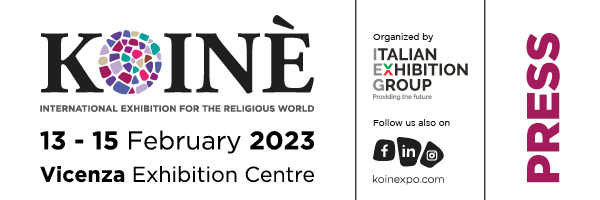 KOINÈ
INTERNATIONAL EXHIBITION FOR THE RELIGIOUS WORLD
13 - 15 February 2023
Vicenza Exhibition Centre
Organized by
ITALIAN
EXHIBITION
GROUP
Providing the future
Follow us also on
f in
koinexpo.com
PRESS